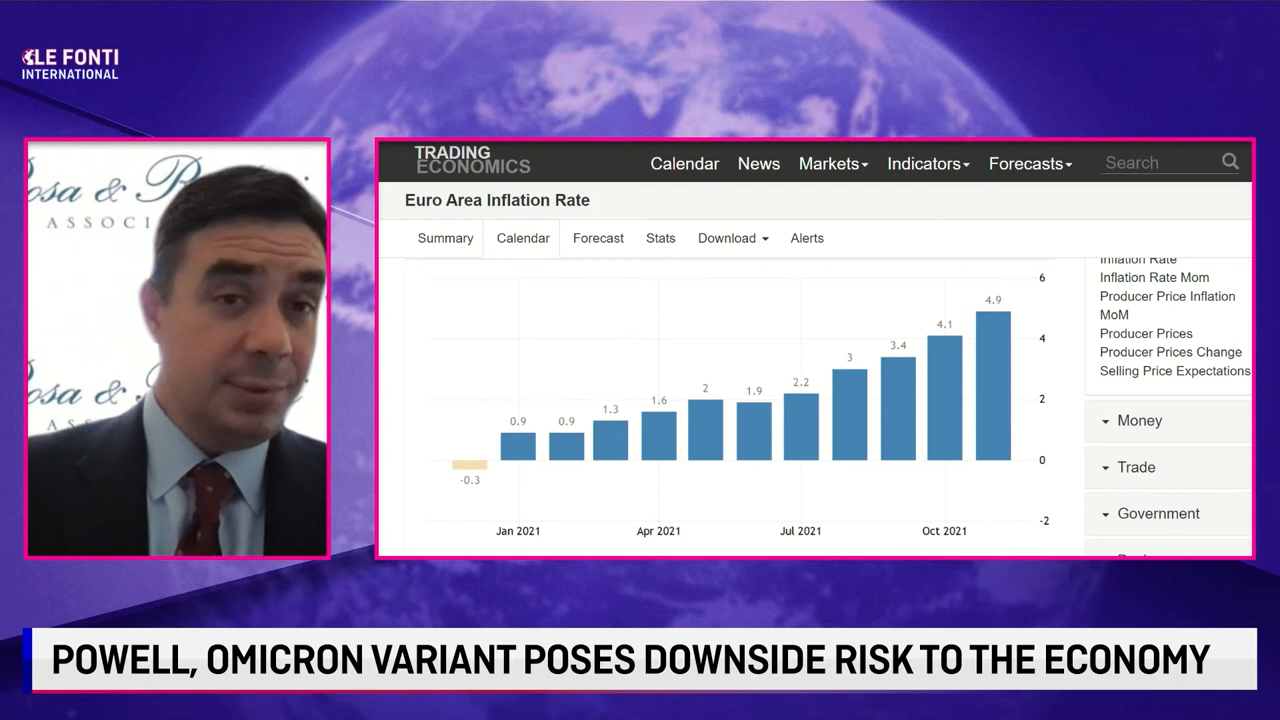 LE FONTI
INTERNATIONAL
osa &
ASSOCI
osa &
TRADING
ECONOMICS
Calendar News Markets Indicators Forecasts Search
Euro Area Inflation Rate
Summary Calendar Forecast Stats Download Alerts
Inflation Rate
Inflation Rate Mom
Producer Price Inflation
MoM
Producer Prices
Producer Prices Change
Selling Price Expectations
Money
Trade
Government
6
4
2
0
-2
-0.3
0.9
0.9
1.3
1.6
2
1.9
2.2
3
3.4
4.1
4.9
Jan 2021 Apr 2021 Jul 2021 Oct 2021
POWELL, OMICRON VARIANT POSES DOWNSIDE RISK TO THE ECONOMY